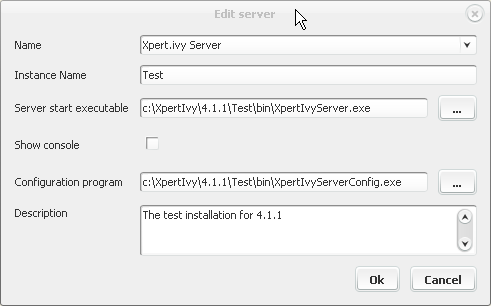 Edit server
Name Xpert.ivy Server
Instance Name Test
Server start executable c:\XpertIvy\4.1.1\Test\bin\XpertIvyServer.exe ...
Show console
Configuration program c:\XpertIvy\4.1.1\Test\bin\XpertIvyServerConfig.exe ...
Description The test installation for 4.1.1
Ok Cancel